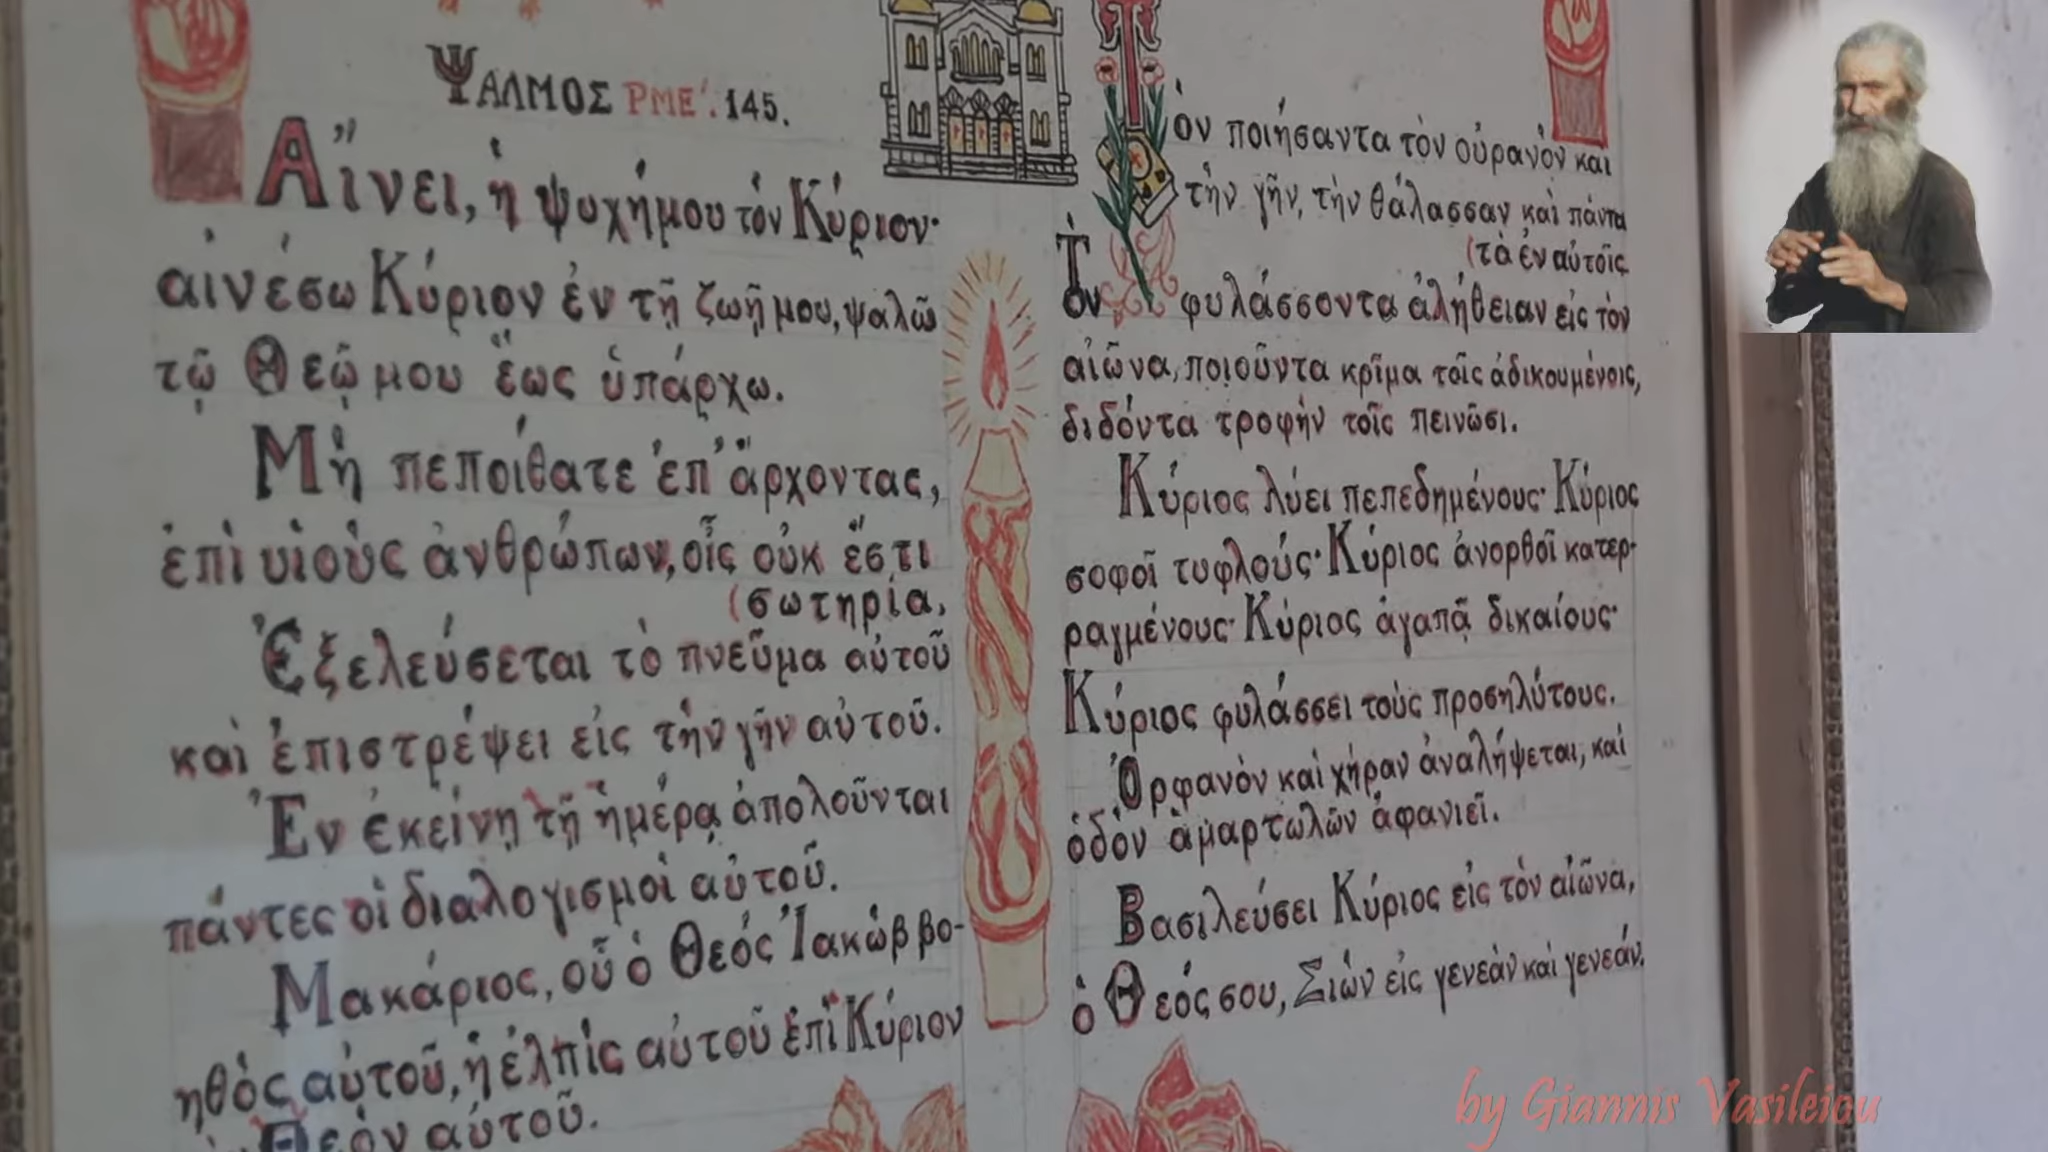 ΨΑΛΜΟΣ ΡΜΕ΄. 145.
Αἴνει, ἡ ψυχήμου τὸν Κύριον·
αἰνέσω Κύριον ἐν τῇ ζωῇ μου, ψαλῶ
τῷ Θεῷ μου ἕως ὑπάρχω.
Μὴ πεποίθατε ἐπ' ἄρχοντας,
ἐπὶ υἱοὺς ἀνθρώπων, οἷς οὐκ ἔστι
(σωτηρία.
Ἐξελεύσεται τὸ πνεῦμα αὐτοῦ
καὶ ἐπιστρέψει εἰς τὴν γῆν αὐτοῦ.
Ἐν ἐκείνῃ τῇ ἡμέρᾳ ἀπολοῦνται
πάντες οἱ διαλογισμοὶ αὐτοῦ.
Μακάριος, οὗ ὁ Θεός Ἰακὼβ βο-
ηθὸς αὐτοῦ, ἡ ἐλπὶς αὐτοῦ ἐπὶ Κύριον
Θεὸν αὐτοῦ.
Τὸν ποιήσαντα τὸν οὐρανὸν καὶ
τὴν γῆν, τὴν θάλασσαν καὶ πάντα
(τὰ ἐν αὐτοῖς.
Τὸν φυλάσσοντα ἀλήθειαν εἰς τὸν
αἰῶνα, ποιοῦντα κρῖμα τοῖς ἀδικουμένοις,
διδόντα τροφὴν τοῖς πεινῶσι.
Κύριος λύει πεπεδημένους· Κύριος
σοφοῖ τυφλούς· Κύριος ἀνορθοῖ κατερ-
ραγμένους· Κύριος ἀγαπᾷ δικαίους·
Κύριος φυλάσσει τοὺς προσηλύτους.
Ὀρφανὸν καὶ χήραν ἀναλήψεται, καὶ
ὁδὸν ἁμαρτωλῶν ἀφανιεῖ.
Βασιλεύσει Κύριος εἰς τὸν αἰῶνα,
ὁ Θεός σου, Σιὼν εἰς γενεὰν καὶ γενεάν.
by Giannis Vasileiou